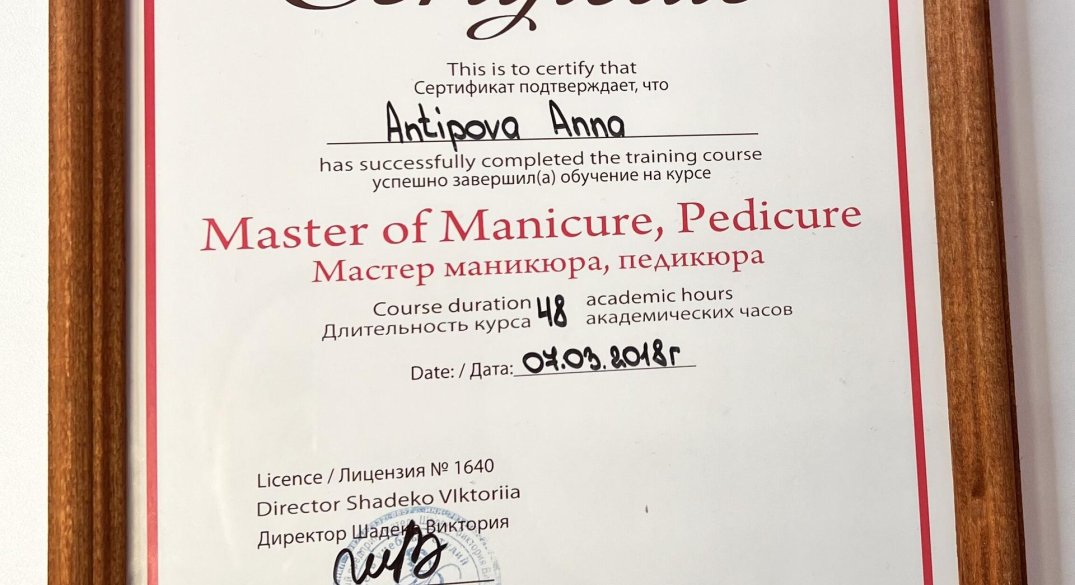 Certificate
This is to certify that
Сертификат подтверждает, что
Antipova Anna
has successfully completed the training course
успешно завершил(а) обучение на курсе
Master of Manicure, Pedicure
Мастер маникюра, педикюра
Course duration 48 academic hours
Длительность курса академических часов
Date: / Дата: 07.03.2018г
Licence / Лицензия № 1640
Director Shadeko VIktoriia
Директор Шадеко Виктория